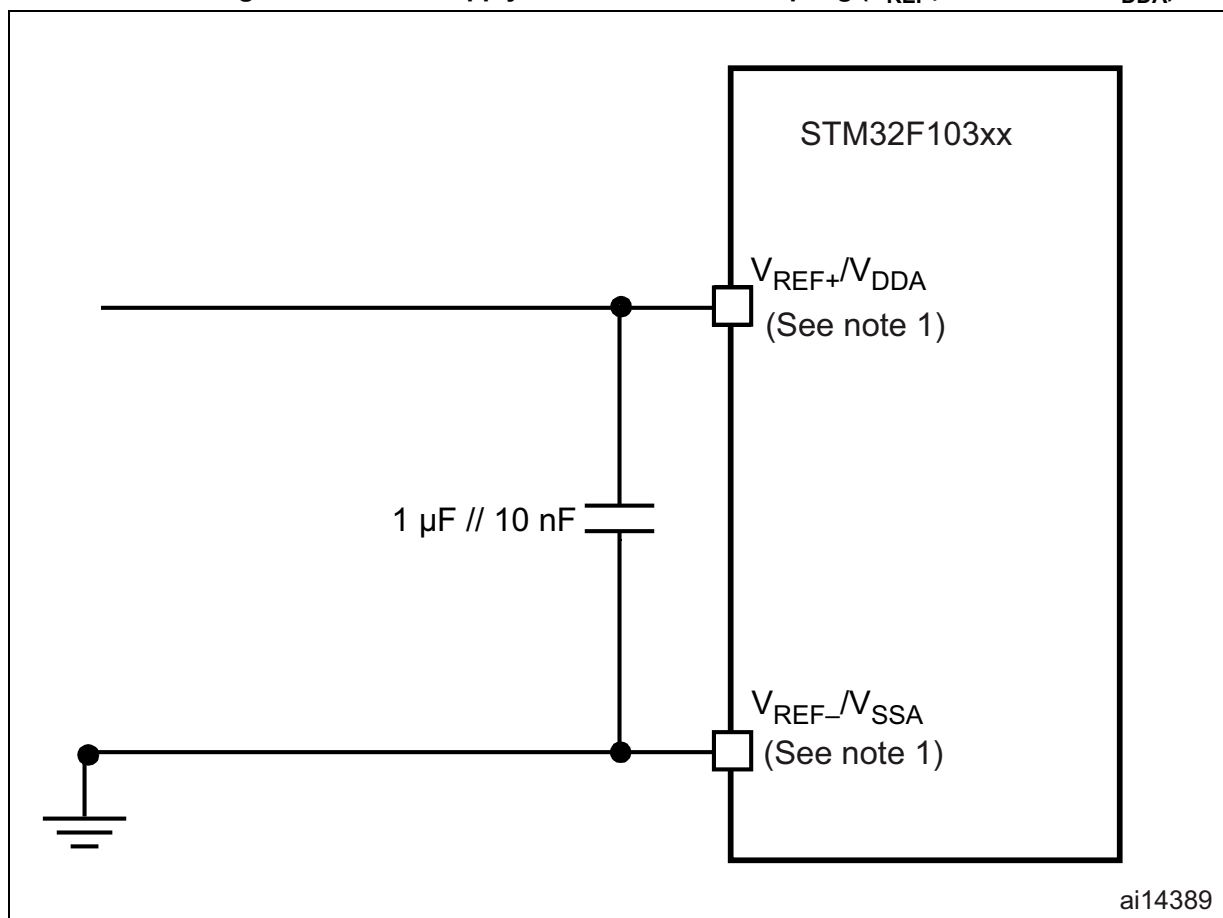 STM32F103xx
VREF+/VDDA
(See note 1)
1 µF // 10 nF
VREF–/VSSA
(See note 1)
ai14389